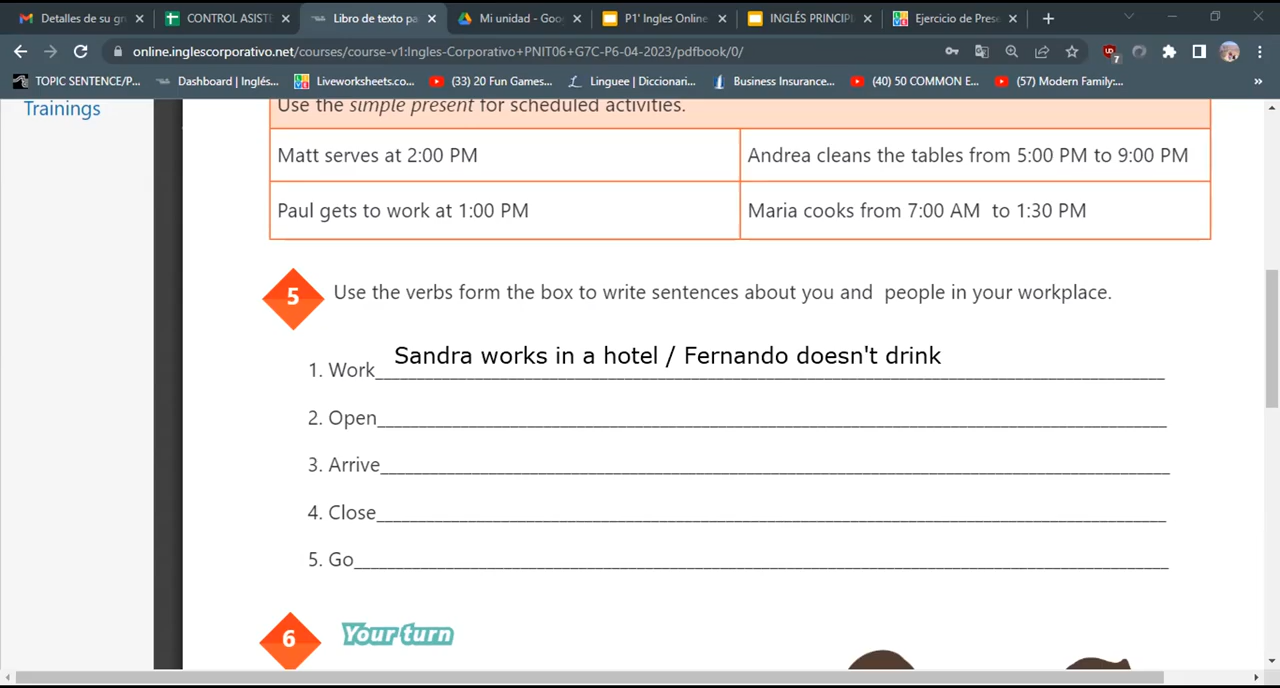 Detalles de su gr
CONTROL ASIST
Libro de texto pa
Mi unidad - Goo
P1' Ingles Online
INGLÉS PRINCIPI
Ejercicio de Pres
online.inglescorporativo.net/courses/course-v1:Ingles-Corporativo+PNIT06+G7C-P6-04-2023/pdfbook/0/
7
TOPIC SENTENCE/P...
Dashboard | Inglés...
Liveworksheets.co...
(33) 20 Fun Games...
Linguee | Diccionari...
Business Insurance...
(40) 50 COMMON E...
(57) Modern Family:...
»
Trainings
Use the simple present for scheduled activities.
Matt serves at 2:00 PM
Andrea cleans the tables from 5:00 PM to 9:00 PM
Paul gets to work at 1:00 PM
Maria cooks from 7:00 AM to 1:30 PM
5
Use the verbs form the box to write sentences about you and people in your workplace.
Sandra works in a hotel / Fernando doesn't drink
1. Work
2. Open
3. Arrive
4. Close
5. Go
6
Your turn